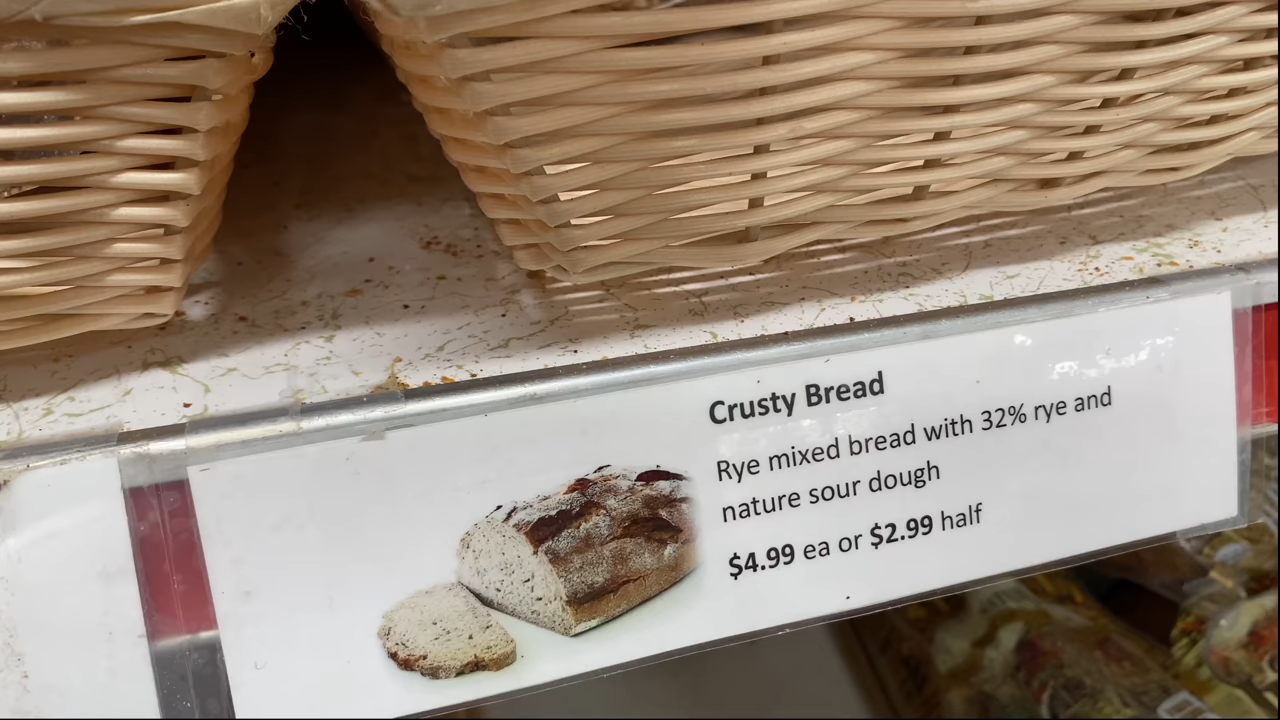 Crusty Bread
Rye mixed bread with 32% rye and
nature sour dough
$4.99 ea or $2.99 half